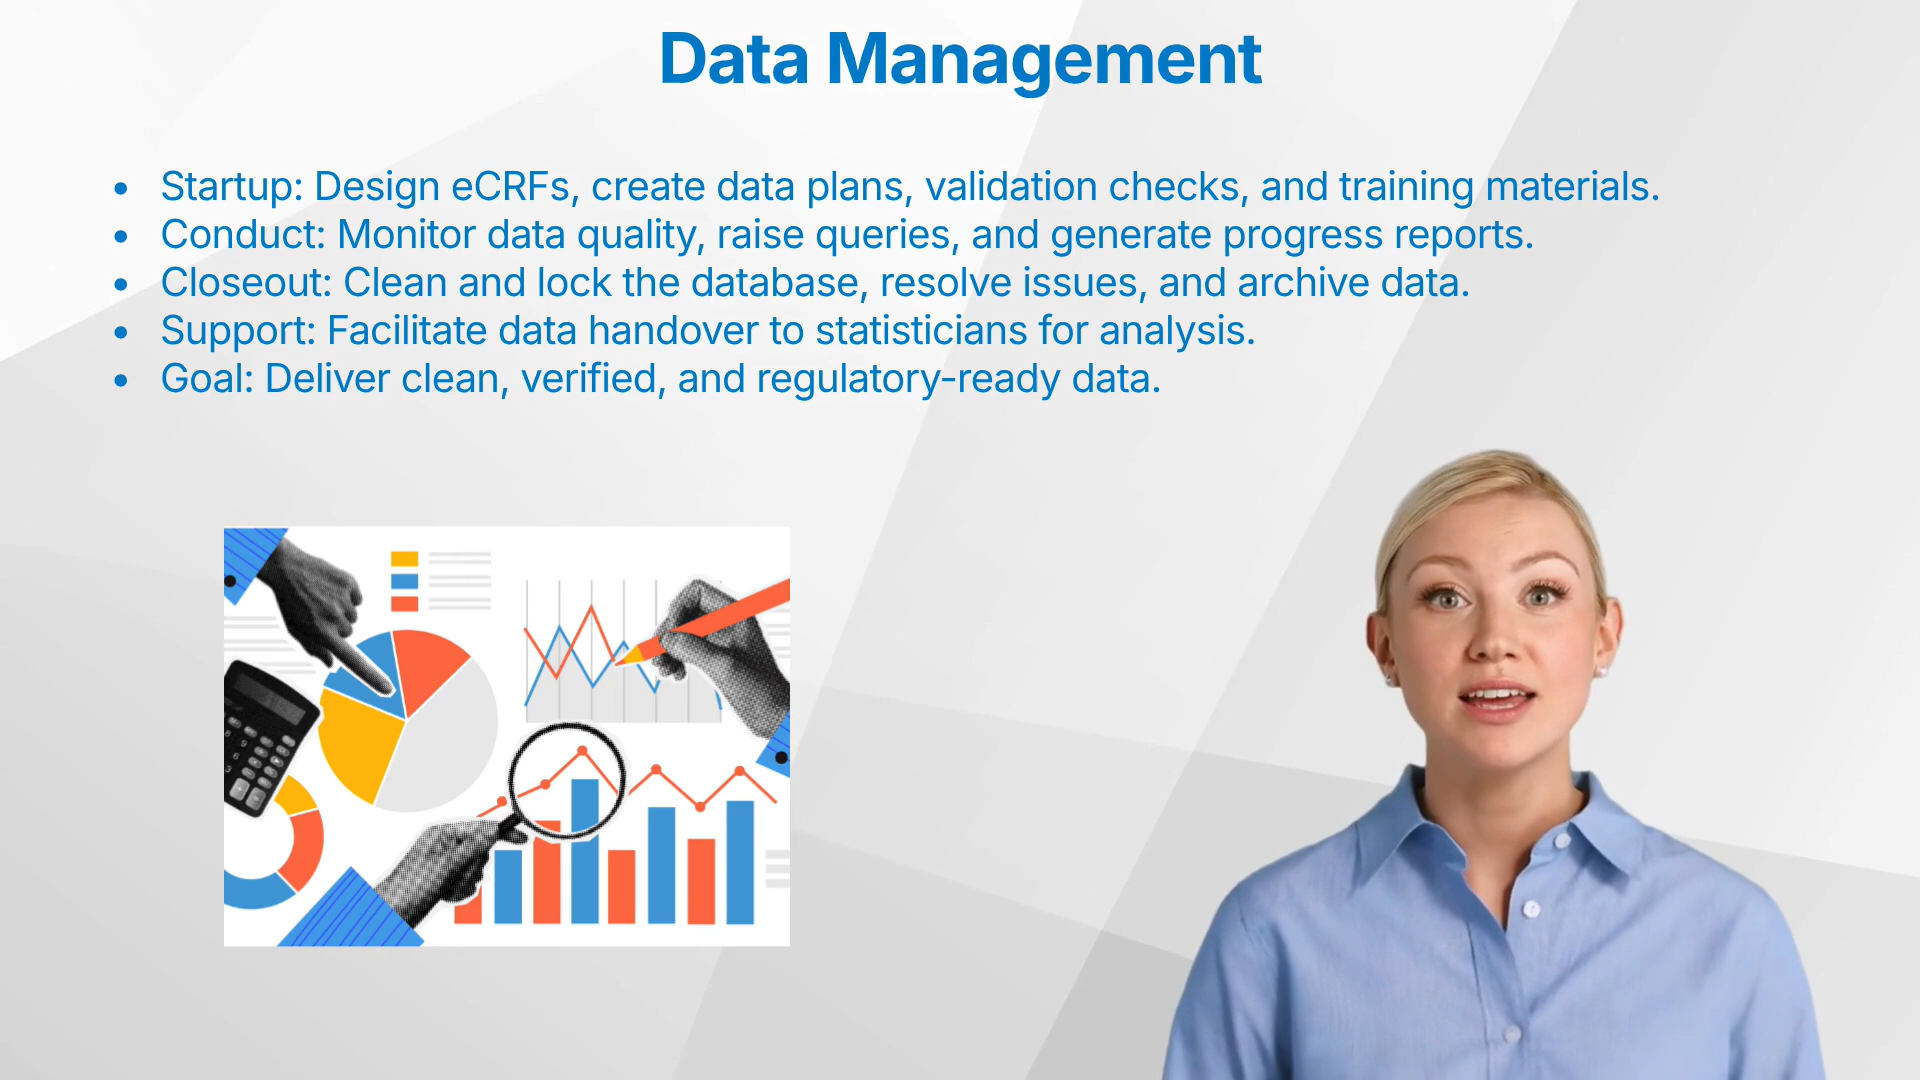 Data Management
• Startup: Design eCRFs, create data plans, validation checks, and training materials.
• Conduct: Monitor data quality, raise queries, and generate progress reports.
• Closeout: Clean and lock the database, resolve issues, and archive data.
• Support: Facilitate data handover to statisticians for analysis.
• Goal: Deliver clean, verified, and regulatory-ready data.